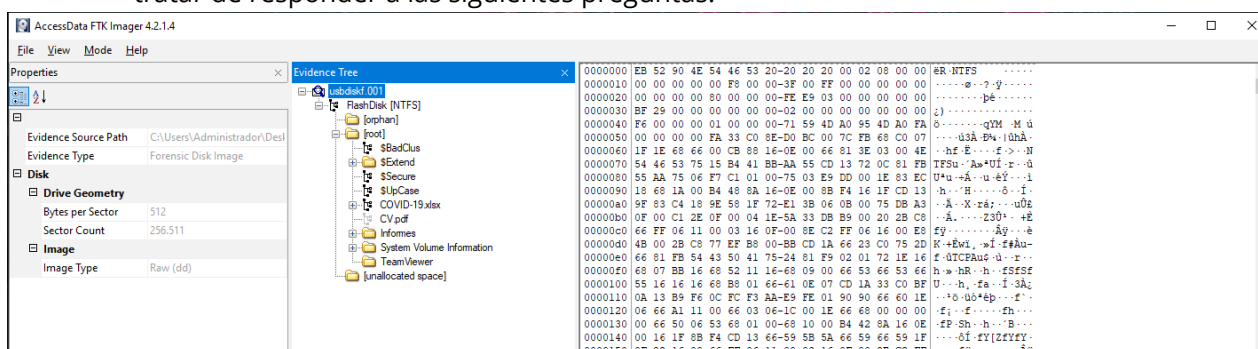 tratar de responder a las siguientes preguntas:
AccessData FTK Imager 4.2.1.4
File View Mode Help
Properties
Evidence Source Path C:\Users\Administrador\Desl
Evidence Type Forensic Disk Image
Disk
Drive Geometry
Bytes per Sector 512
Sector Count 256.511
Image
Image Type Raw (dd)
Evidence Tree
usbdiskf.001
FlashDisk [NTFS]
[orphan]
[root]
$BadClus
$Extend
$Secure
$UpCase
COVID-19.xlsx
CV.pdf
Informes
System Volume Information
TeamViewer
[unallocated space]
0000000 EB 52 90 4E 54 46 53 20-20 20 20 00 02 08 00 00 ëR·NTFS
0000010 00 00 00 00 00 F8 00 00-3F 00 FF 00 00 00 00 00
0000020 00 00 00 00 80 00 00 00-FE E9 03 00 00 00 00 00
0000030 BF 29 00 00 00 00 00 00-02 00 00 00 00 00 00 00
0000040 F6 00 00 00 01 00 00 00-71 59 4D A0 95 4D A0 FA
0000050 00 00 00 00 FA 33 C0 8E-D0 BC 00 7C FB 68 C0 07
0000060 1F 1E 68 66 00 CB 88 16-0E 00 66 81 3E 03 00 4E
0000070 54 46 53 75 15 B4 41 BB-AA 55 CD 13 72 0C 81 FB
0000080 55 AA 75 06 F7 C1 01 00-75 03 E9 DD 00 1E 83 EC
0000090 18 68 1A 00 B4 48 8A 16-0E 00 8B F4 16 1F CD 13
00000a0 9F 83 C4 18 9E 58 1F 72-E1 3B 06 0B 00 75 DB A3
00000b0 0F 00 C1 2E 0F 00 04 1E-5A 33 DB B9 00 20 2B C8
00000c0 66 FF 06 11 00 03 16 0F-00 8E C2 FF 06 16 00 E8
00000d0 4B 00 2B C8 77 EF B8 00-BB CD 1A 66 23 C0 75 2D
00000e0 66 81 FB 54 43 50 41 75-24 81 F9 02 01 72 1E 16
00000f0 68 07 BB 16 68 52 11 16-68 09 00 66 53 66 53 66
0000100 55 16 16 16 68 B8 01 66-61 0E 07 CD 1A 33 C0 BF
0000110 0A 13 B9 F6 0C FC F3 AA-E9 FE 01 90 90 66 60 1E
0000120 06 66 A1 11 00 66 03 06-1C 00 1E 66 68 00 00 00
0000130 00 66 50 06 53 68 01 00-68 10 00 B4 42 8A 16 0E
0000140 00 16 1F 8B F4 CD 13 66-59 5B 5A 66 59 66 59 1F